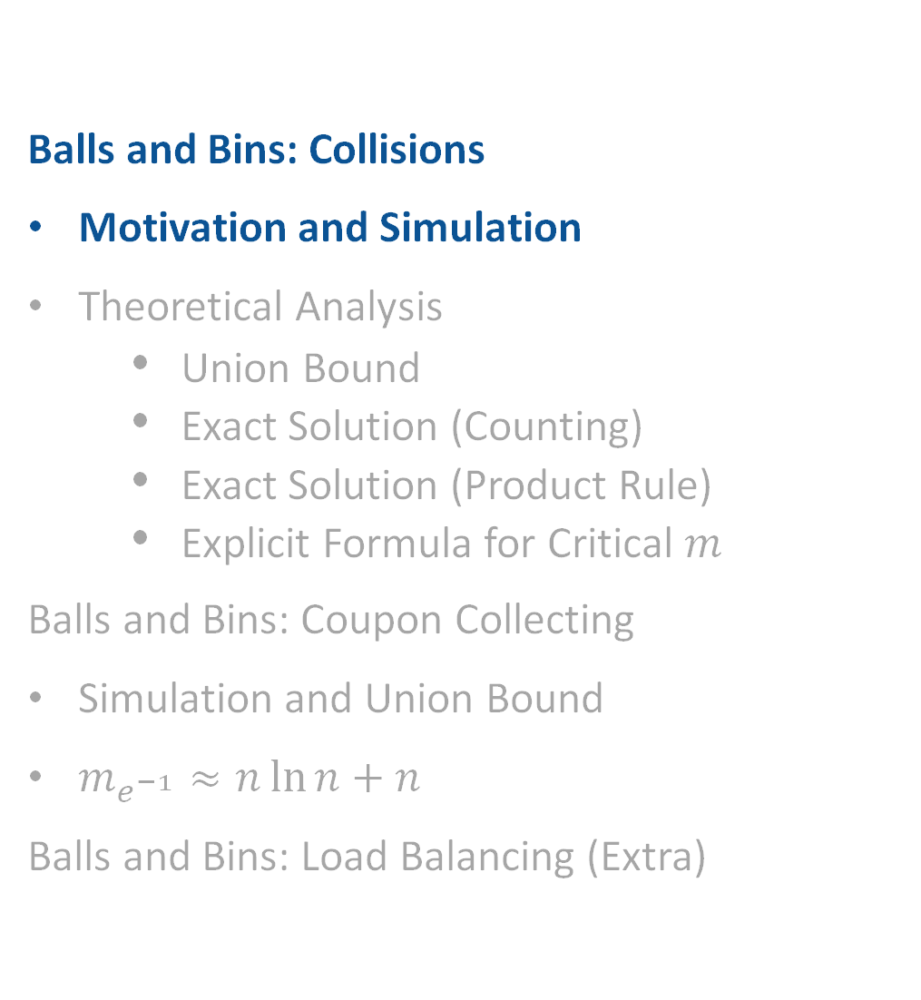 Balls and Bins: Collisions
• Motivation and Simulation
• Theoretical Analysis
• Union Bound
• Exact Solution (Counting)
• Exact Solution (Product Rule)
• Explicit Formula for Critical 𝑚
Balls and Bins: Coupon Collecting
• Simulation and Union Bound
• 𝑚ₑ−1 ≈ 𝑛 ln 𝑛 + 𝑛
Balls and Bins: Load Balancing (Extra)